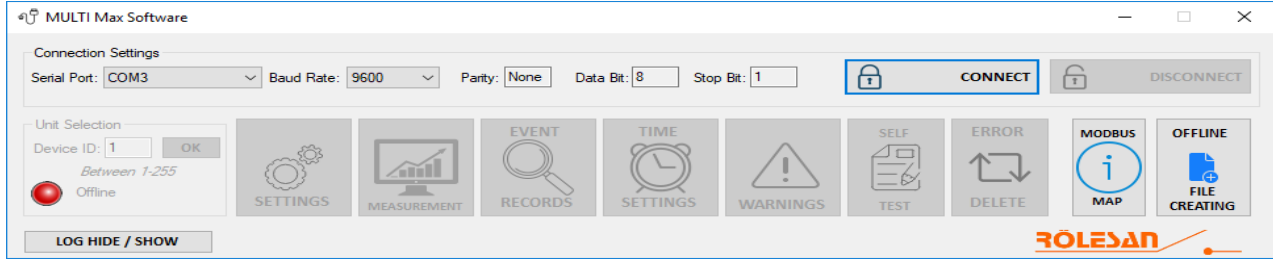 MULTI Max Software
Connection Settings
Serial Port: COM3 Baud Rate: 9600 Parity: None Data Bit: 8 Stop Bit: 1 CONNECT DISCONNECT
Unit Selection
Device ID: 1 OK
Between 1-255
Offline
SETTINGS
MEASUREMENT
EVENT
RECORDS
TIME
SETTINGS
WARNINGS
SELF
TEST
ERROR
DELETE
MODBUS
MAP
OFFLINE
FILE
CREATING
LOG HIDE / SHOW
RÖLESAN